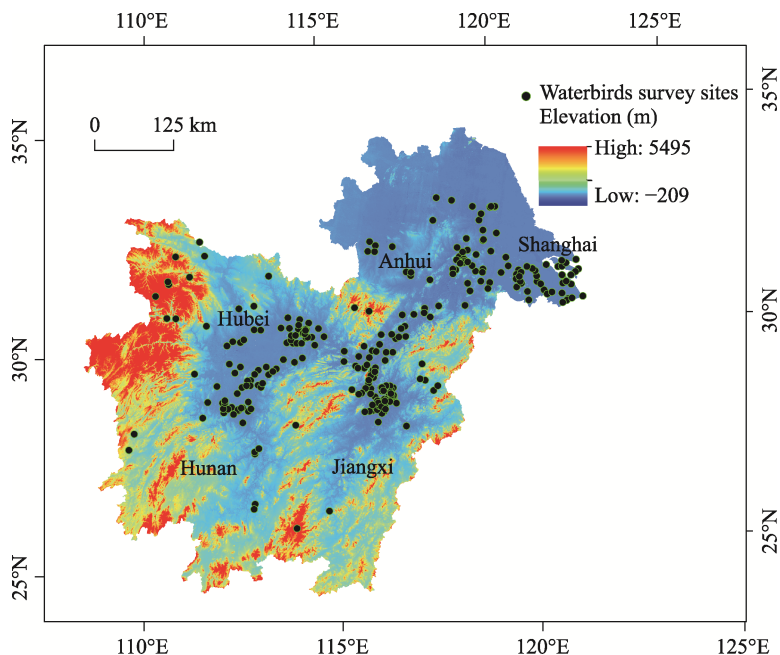 110°E 115°E 120°E 125°E
Waterbirds survey sites
Elevation (m)
High: 5495
Low: −209
0 125 km
35°N
30°N
25°N
35°N
30°N
25°N
Shanghai
Anhui
Hubei
Hunan
Jiangxi
110°E 115°E 120°E 125°E